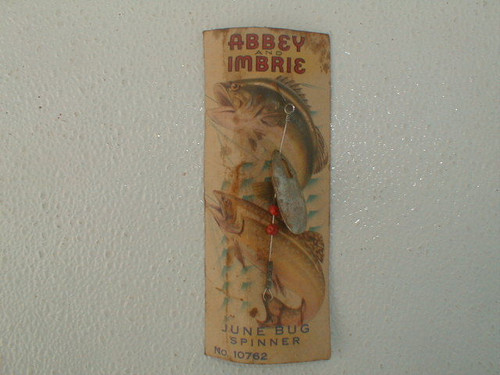 ABBEY
AND
IMBRIE
JUNE BUG
SPINNER
No. 10762